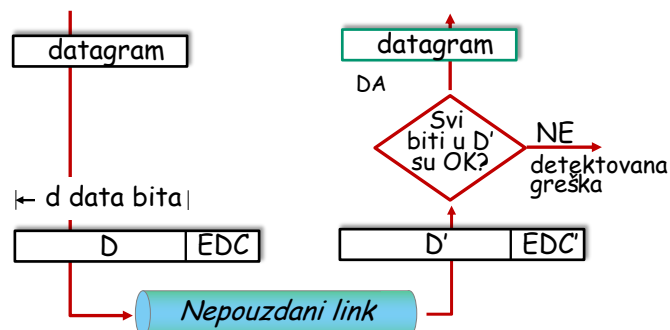 datagram
d data bita
D
EDC
Nepouzdani link
datagram
DA
Svi
biti u D'
su OK?
NE
detektovana
greška
D'
EDC'